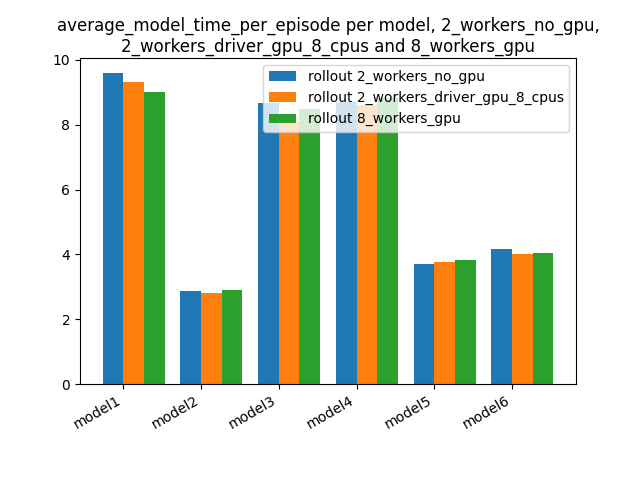 average_model_time_per_episode per model, 2_workers_no_gpu,
2_workers_driver_gpu_8_cpus and 8_workers_gpu
rollout 2_workers_no_gpu
rollout 2_workers_driver_gpu_8_cpus
rollout 8_workers_gpu
10
8
6
4
2
0
model1
model2
model3
model4
model5
model6